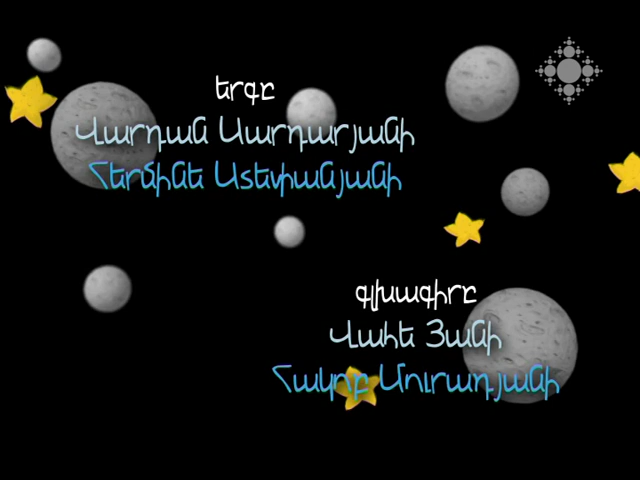 երգը
Վարդան Սարդարյանի
Հերմինե Ստեփանյանի
գլխագիրը
Վահե Յանի
Հակոբ Մուրադյանի